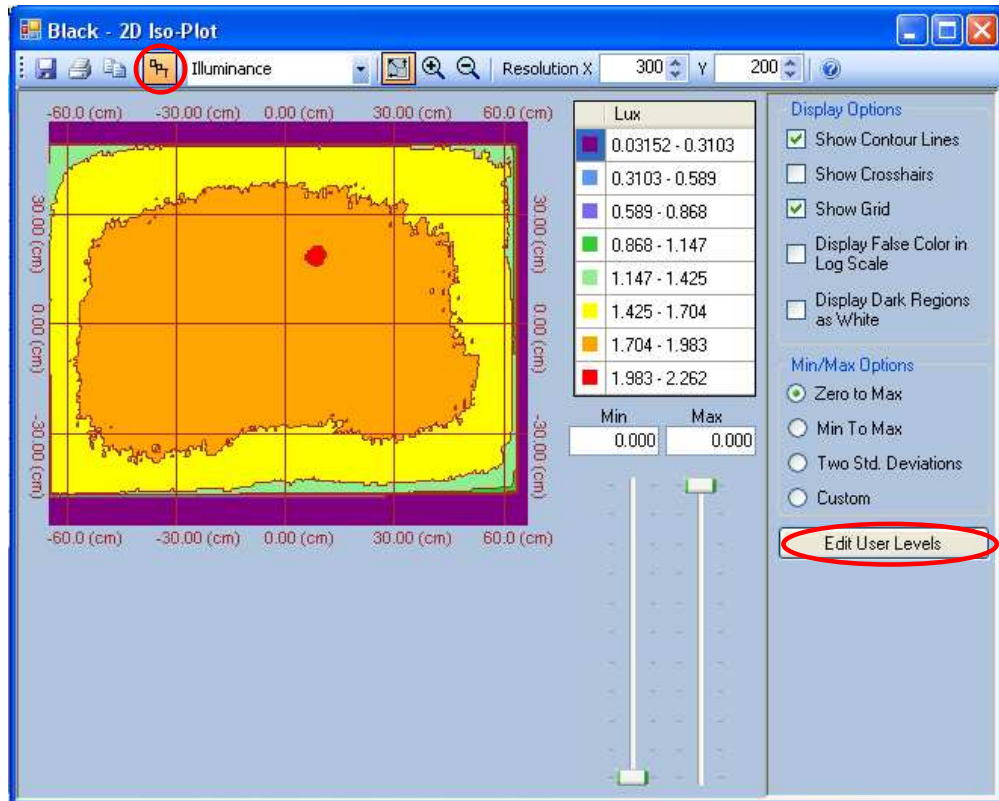 Black - 2D Iso-Plot
Illuminance
Resolution X 300 Y 200
-60.0 (cm) -30.00 (cm) 0.00 (cm) 30.00 (cm) 60.0 (cm)
30.00 (cm)
0.00 (cm)
-30.00 (cm)
30.00 (cm)
0.00 (cm)
-30.00 (cm)
-60.0 (cm) -30.00 (cm) 0.00 (cm) 30.00 (cm) 60.0 (cm)
Lux
0.03152 - 0.3103
0.3103 - 0.589
0.589 - 0.868
0.868 - 1.147
1.147 - 1.425
1.425 - 1.704
1.704 - 1.983
1.983 - 2.262
Min Max
0.000 0.000
Display Options
Show Contour Lines
Show Crosshairs
Show Grid
Display False Color in
Log Scale
Display Dark Regions
as White
Min/Max Options
Zero to Max
Min To Max
Two Std. Deviations
Custom
Edit User Levels